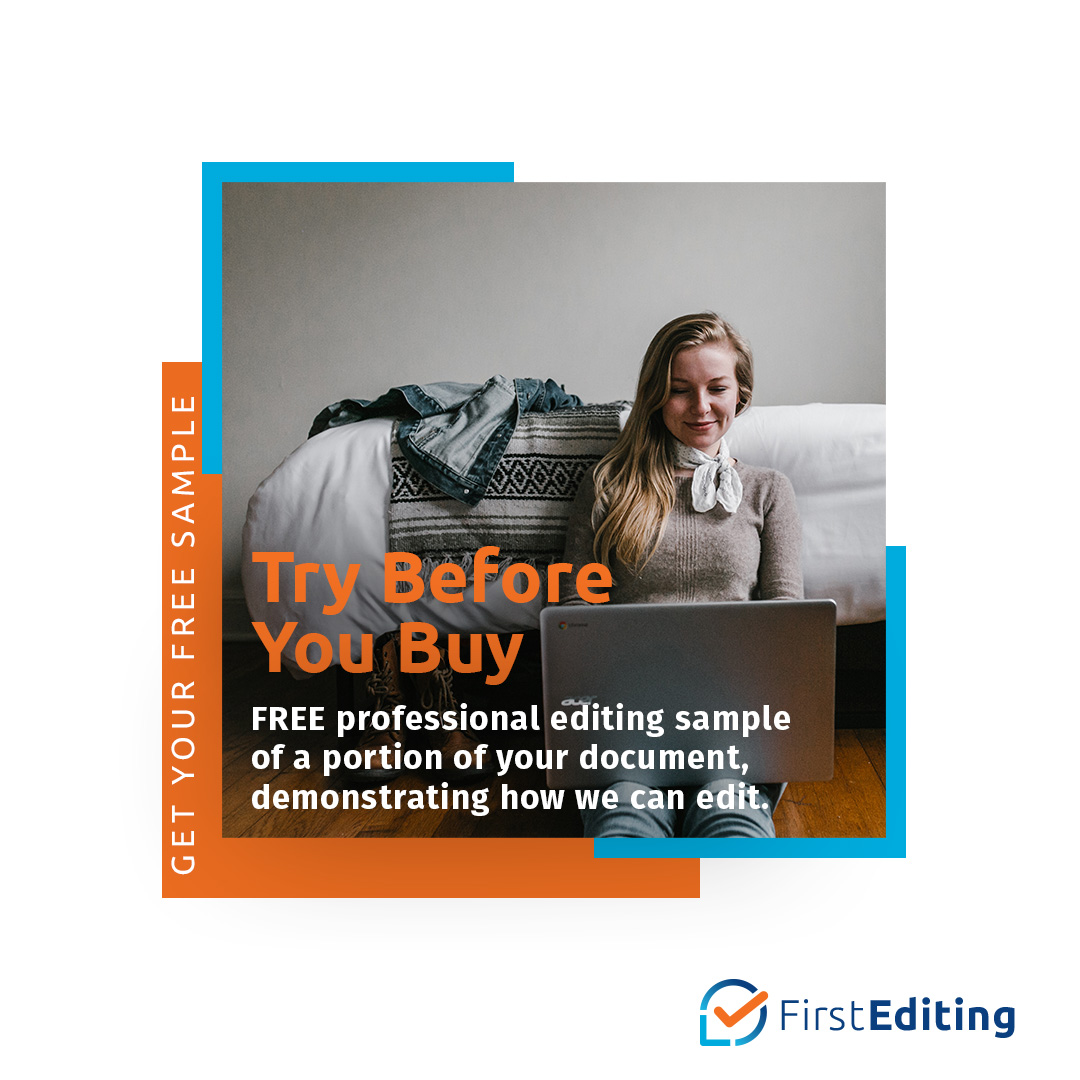 GET YOUR FREE SAMPLE
Try Before
You Buy
FREE professional editing sample
of a portion of your document,
demonstrating how we can edit.
acer
FirstEditing